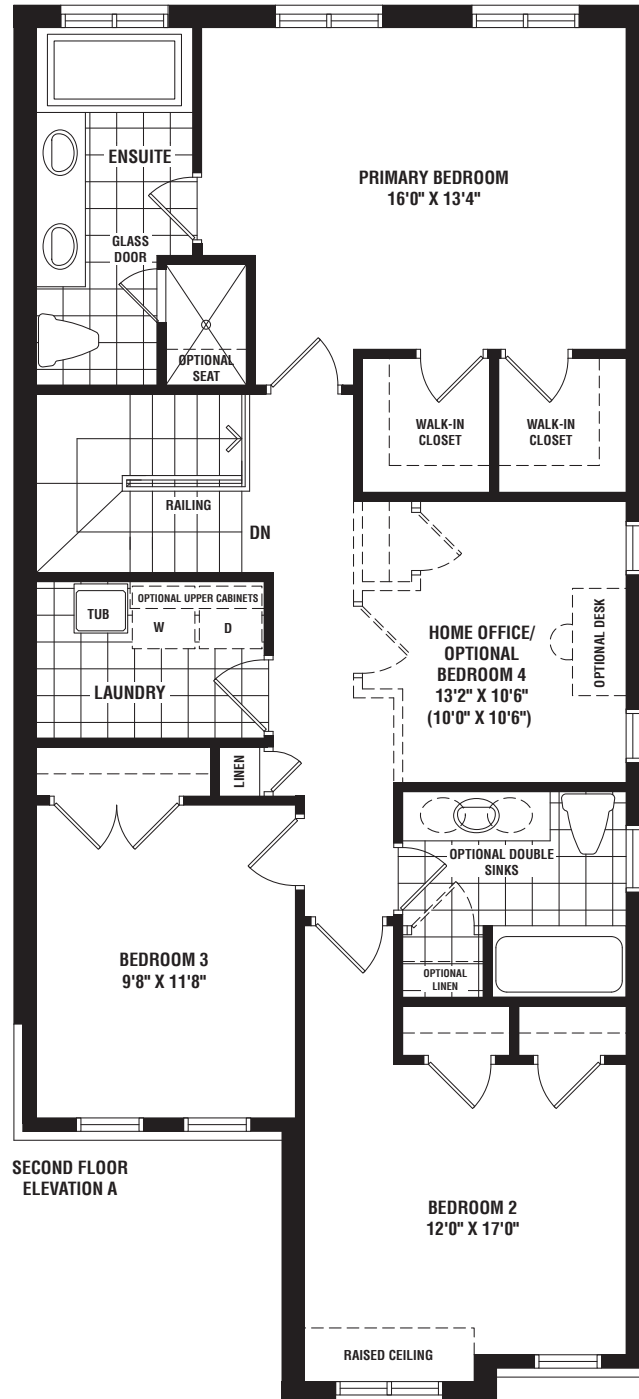 ENSUITE
PRIMARY BEDROOM
16'0" X 13'4"
GLASS
DOOR
OPTIONAL
SEAT
WALK-IN
CLOSET
WALK-IN
CLOSET
RAILING
DN
OPTIONAL UPPER CABINETS
TUB
W
D
LAUNDRY
HOME OFFICE/
OPTIONAL
BEDROOM 4
13'2" X 10'6"
(10'0" X 10'6")
OPTIONAL DESK
LINEN
OPTIONAL DOUBLE
SINKS
BEDROOM 3
9'8" X 11'8"
OPTIONAL
LINEN
SECOND FLOOR
ELEVATION A
BEDROOM 2
12'0" X 17'0"
RAISED CEILING